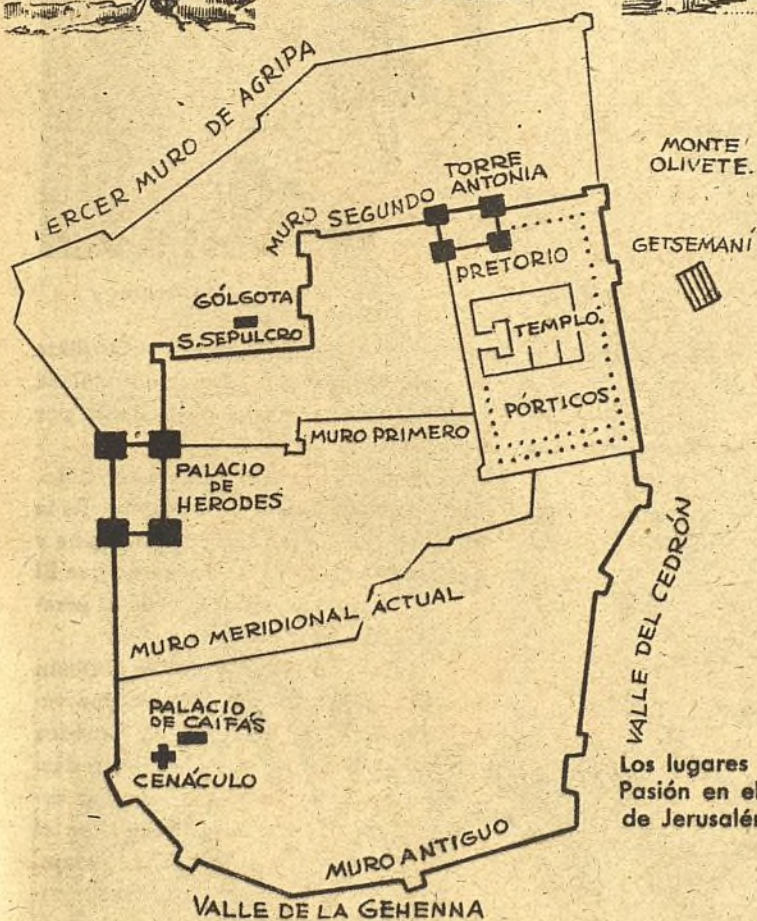 TERCER MURO DE AGRIPA
MONTE
OLIVETE.
TORRE
ANTONIA
MURO SEGUNDO
GETSEMANÍ
PRETORIO
GÓLGOTA
S.SEPULCRO
TEMPLO.
PÓRTICOS
MURO PRIMERO
PALACIO
DE
HERODES
MURO MERIDIONAL ACTUAL
VALLE DEL CEDRÓN
PALACIO
DE CAIFÁS
CENÁCULO
Los lugares
Pasión en el
de Jerusalén
MURO ANTIGUO
VALLE DE LA GEHENNA